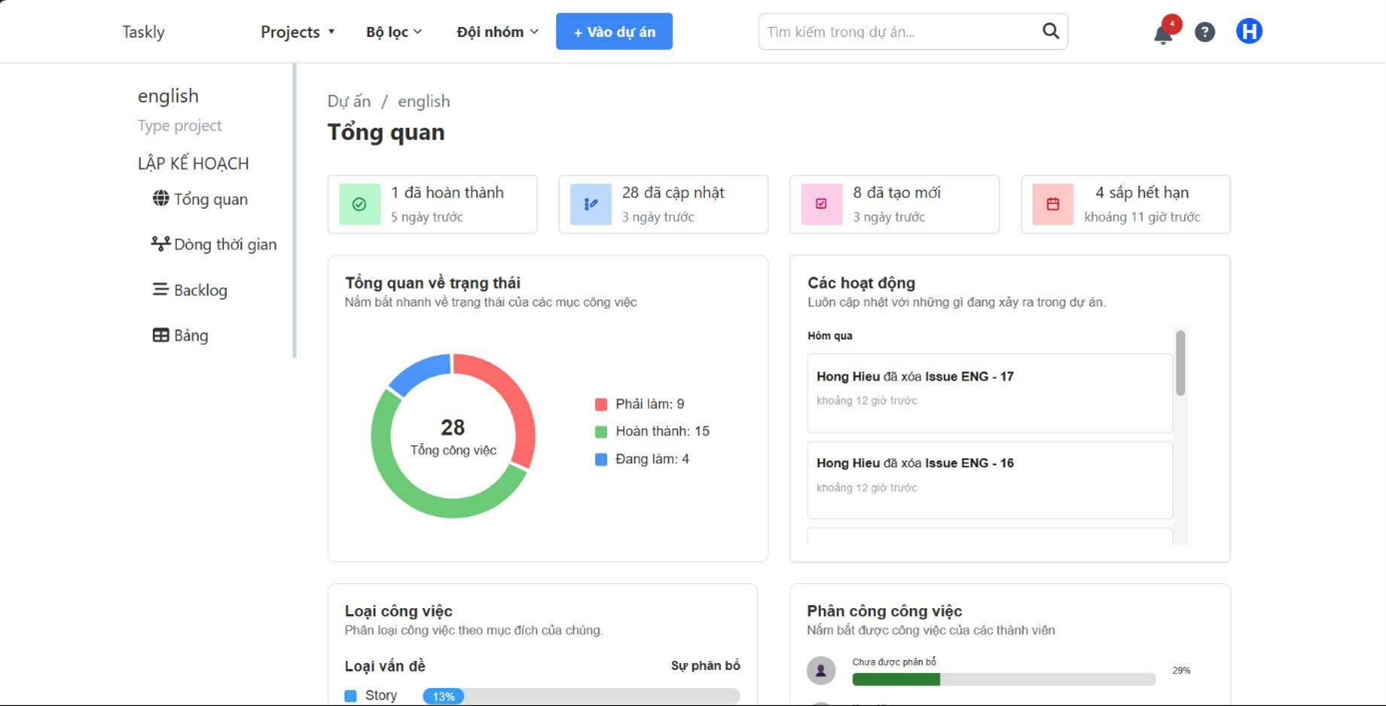 Taskly
Projects
Bộ lọc
Đội nhóm
+ Vào dự án
Tìm kiếm trong dự án...
4
?
H
english
Type project
LẬP KẾ HOẠCH
Tổng quan
Dòng thời gian
Backlog
Bảng
Dự án / english
Tổng quan
1 đã hoàn thành
5 ngày trước
28 đã cập nhật
3 ngày trước
8 đã tạo mới
3 ngày trước
4 sắp hết hạn
khoảng 11 giờ trước
Tổng quan về trạng thái
Nắm bắt nhanh về trạng thái của các mục công việc
28
Tổng công việc
Phải làm: 9
Hoàn thành: 15
Đang làm: 4
Các hoạt động
Luôn cập nhật với những gì đang xảy ra trong dự án.
Hôm qua
Hong Hieu đã xóa Issue ENG - 17
khoảng 12 giờ trước
Hong Hieu đã xóa Issue ENG - 16
khoảng 12 giờ trước
Loại công việc
Phân loại công việc theo mục đích của chúng.
Loại vấn đề
Sự phân bổ
Story
13%
Phân công công việc
Nắm bắt được công việc của các thành viên
Chưa được phân bổ
29%